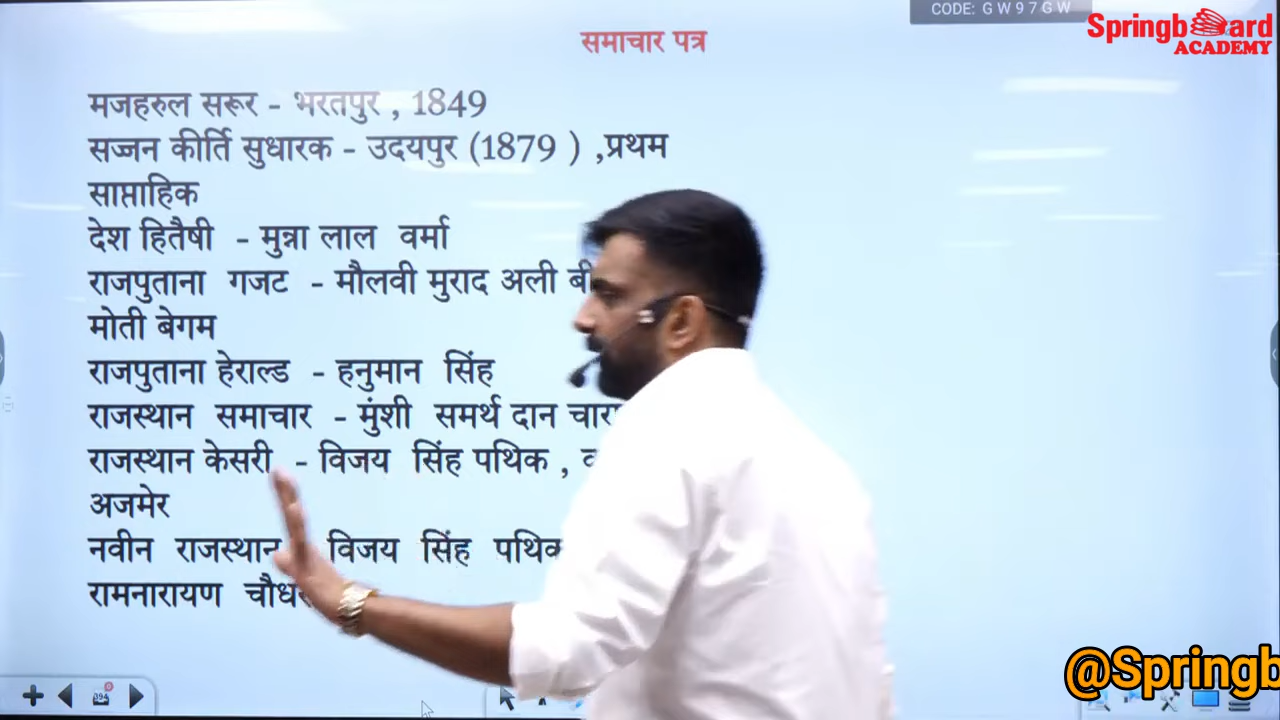 CODE: G W 9 7 G W
Springboard
ACADEMY
समाचार पत्र
मजहरुल सरूर - भरतपुर , 1849
सज्जन कीर्ति सुधारक - उदयपुर (1879 ) ,प्रथम
साप्ताहिक
देश हितैषी - मुन्ना लाल वर्मा
राजपुताना गजट - मौलवी मुराद अली
मोती बेगम
राजपुताना हेराल्ड - हनुमान सिंह
राजस्थान समाचार - मुंशी समर्थ दान
राजस्थान केसरी - विजय सिंह पथिक ,
अजमेर
नवीन राजस्थान विजय सिंह पथिक
रामनारायण
394